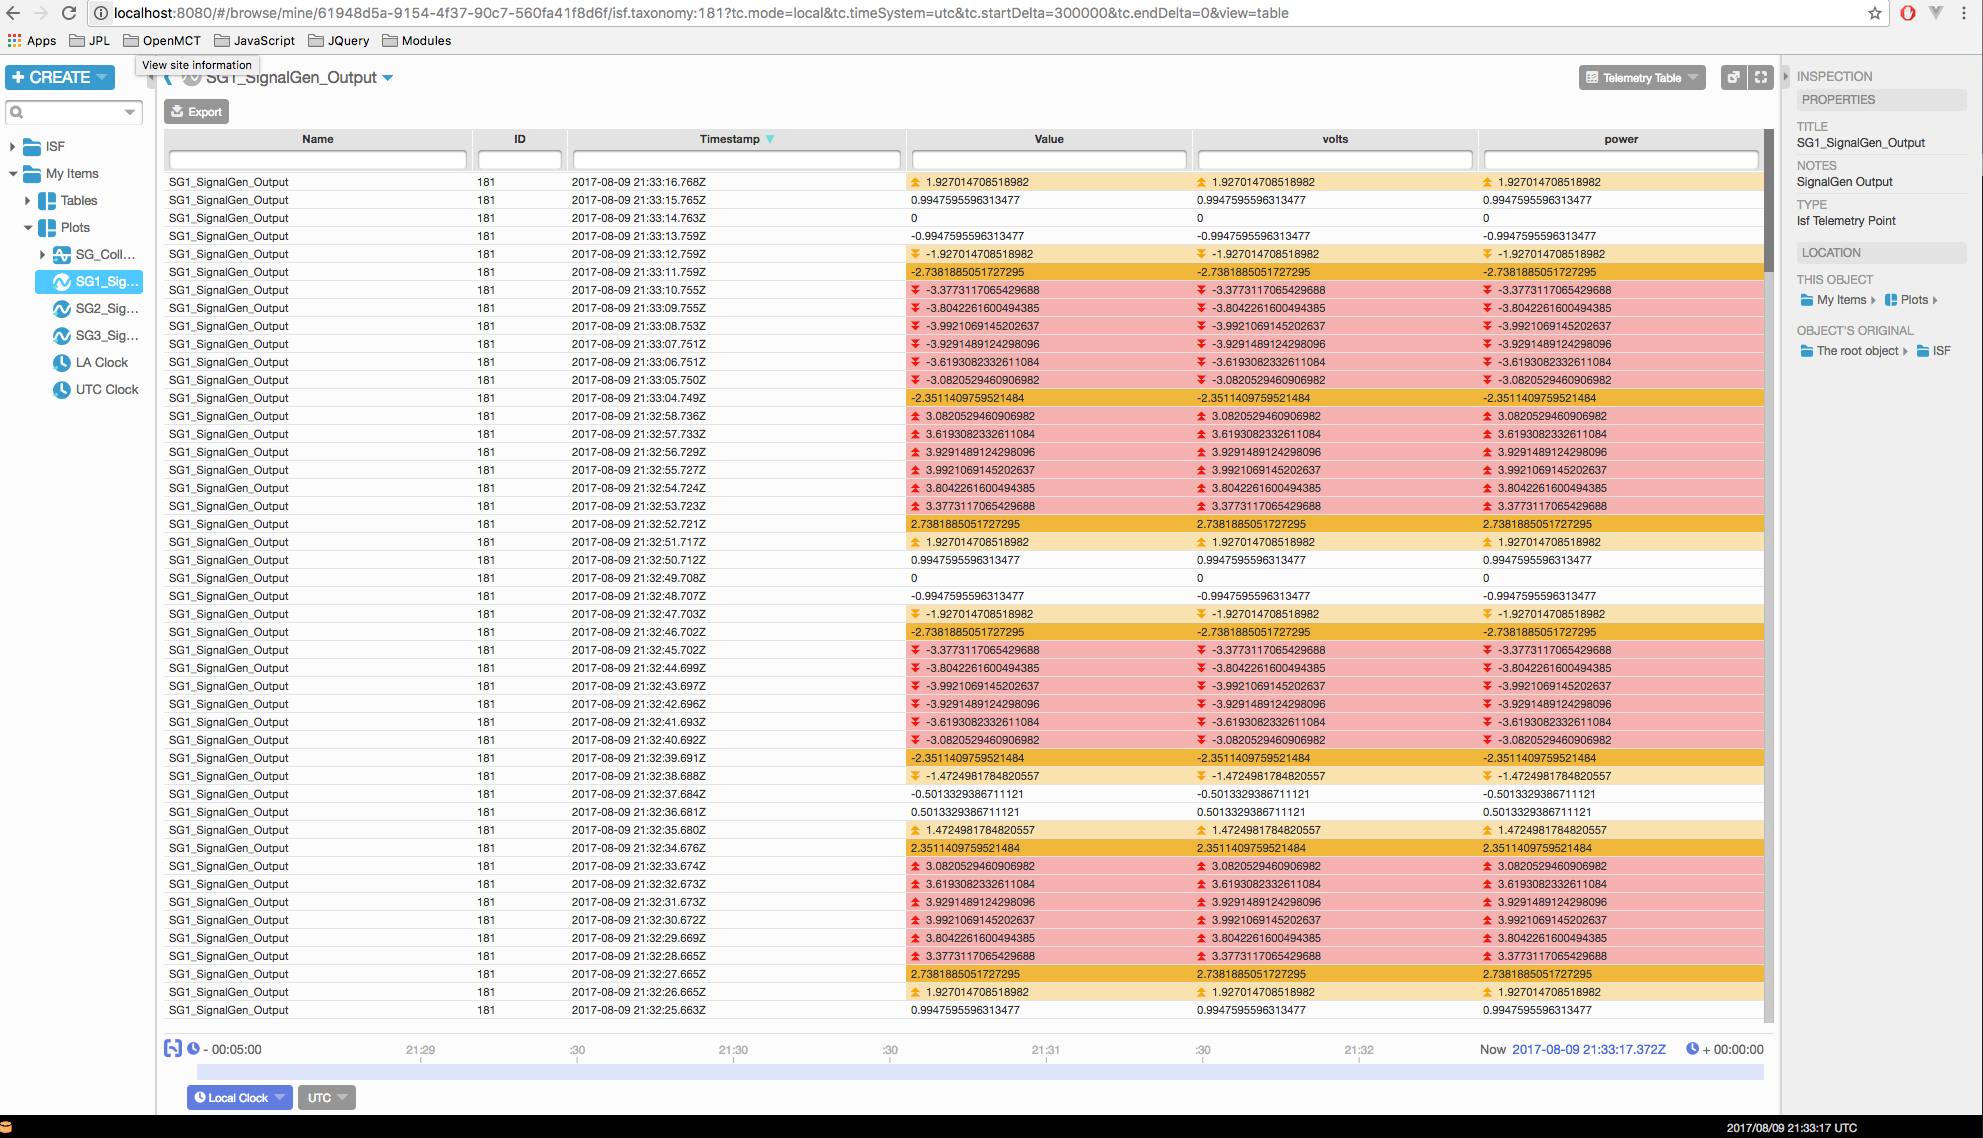 localhost:8080/#/browse/mine/61948d5a-9154-4f37-90c7-560fa41f8d6f/isf.taxonomy:181?tc.mode=local&tc.timeSystem=utc&tc.startDelta=300000&tc.endDelta=0&view=table
Apps JPL OpenMCT JavaScript JQuery Modules
View site information
+ CREATE
SG1_SignalGen_Output
Telemetry Table
Export
ISF
My Items
Tables
Plots
SG_Coll...
SG1_Sig...
SG2_Sig...
SG3_Sig...
LA Clock
UTC Clock
Name ID Timestamp Value volts power
SG1_SignalGen_Output 181 2017-08-09 21:33:16.768Z 1.927014708518982 1.927014708518982 1.927014708518982
SG1_SignalGen_Output 181 2017-08-09 21:33:15.765Z 0.9947595596313477 0.9947595596313477 0.9947595596313477
SG1_SignalGen_Output 181 2017-08-09 21:33:14.763Z 0 0 0
SG1_SignalGen_Output 181 2017-08-09 21:33:13.759Z -0.9947595596313477 -0.9947595596313477 -0.9947595596313477
SG1_SignalGen_Output 181 2017-08-09 21:33:12.759Z -1.927014708518982 -1.927014708518982 -1.927014708518982
SG1_SignalGen_Output 181 2017-08-09 21:33:11.759Z -2.7381885051727295 -2.7381885051727295 -2.7381885051727295
SG1_SignalGen_Output 181 2017-08-09 21:33:10.755Z -3.3773117065429688 -3.3773117065429688 -3.3773117065429688
SG1_SignalGen_Output 181 2017-08-09 21:33:09.755Z -3.8042261600494385 -3.8042261600494385 -3.8042261600494385
SG1_SignalGen_Output 181 2017-08-09 21:33:08.753Z -3.9921069145202637 -3.9921069145202637 -3.9921069145202637
SG1_SignalGen_Output 181 2017-08-09 21:33:07.751Z -3.9291489124298096 -3.9291489124298096 -3.9291489124298096
SG1_SignalGen_Output 181 2017-08-09 21:33:06.751Z -3.6193082332611084 -3.6193082332611084 -3.6193082332611084
SG1_SignalGen_Output 181 2017-08-09 21:33:05.750Z -3.0820529460906982 -3.0820529460906982 -3.0820529460906982
SG1_SignalGen_Output 181 2017-08-09 21:33:04.749Z -2.3511409759521484 -2.3511409759521484 -2.3511409759521484
SG1_SignalGen_Output 181 2017-08-09 21:32:58.736Z 3.0820529460906982 3.0820529460906982 3.0820529460906982
SG1_SignalGen_Output 181 2017-08-09 21:32:57.733Z 3.6193082332611084 3.6193082332611084 3.6193082332611084
SG1_SignalGen_Output 181 2017-08-09 21:32:56.729Z 3.9291489124298096 3.9291489124298096 3.9291489124298096
SG1_SignalGen_Output 181 2017-08-09 21:32:55.727Z 3.9921069145202637 3.9921069145202637 3.9921069145202637
SG1_SignalGen_Output 181 2017-08-09 21:32:54.724Z 3.8042261600494385 3.8042261600494385 3.8042261600494385
SG1_SignalGen_Output 181 2017-08-09 21:32:53.723Z 3.3773117065429688 3.3773117065429688 3.3773117065429688
SG1_SignalGen_Output 181 2017-08-09 21:32:52.721Z 2.7381885051727295 2.7381885051727295 2.7381885051727295
SG1_SignalGen_Output 181 2017-08-09 21:32:51.717Z 1.927014708518982 1.927014708518982 1.927014708518982
SG1_SignalGen_Output 181 2017-08-09 21:32:50.712Z 0.9947595596313477 0.9947595596313477 0.9947595596313477
SG1_SignalGen_Output 181 2017-08-09 21:32:49.708Z 0 0 0
SG1_SignalGen_Output 181 2017-08-09 21:32:48.707Z -0.9947595596313477 -0.9947595596313477 -0.9947595596313477
SG1_SignalGen_Output 181 2017-08-09 21:32:47.703Z -1.927014708518982 -1.927014708518982 -1.927014708518982
SG1_SignalGen_Output 181 2017-08-09 21:32:46.702Z -2.7381885051727295 -2.7381885051727295 -2.7381885051727295
SG1_SignalGen_Output 181 2017-08-09 21:32:45.702Z -3.3773117065429688 -3.3773117065429688 -3.3773117065429688
SG1_SignalGen_Output 181 2017-08-09 21:32:44.699Z -3.8042261600494385 -3.8042261600494385 -3.8042261600494385
SG1_SignalGen_Output 181 2017-08-09 21:32:43.697Z -3.9921069145202637 -3.9921069145202637 -3.9921069145202637
SG1_SignalGen_Output 181 2017-08-09 21:32:42.696Z -3.9291489124298096 -3.9291489124298096 -3.9291489124298096
SG1_SignalGen_Output 181 2017-08-09 21:32:41.693Z -3.6193082332611084 -3.6193082332611084 -3.6193082332611084
SG1_SignalGen_Output 181 2017-08-09 21:32:40.692Z -3.0820529460906982 -3.0820529460906982 -3.0820529460906982
SG1_SignalGen_Output 181 2017-08-09 21:32:39.691Z -2.3511409759521484 -2.3511409759521484 -2.3511409759521484
SG1_SignalGen_Output 181 2017-08-09 21:32:38.688Z -1.4724981784820557 -1.4724981784820557 -1.4724981784820557
SG1_SignalGen_Output 181 2017-08-09 21:32:37.684Z -0.5013329386711121 -0.5013329386711121 -0.5013329386711121
SG1_SignalGen_Output 181 2017-08-09 21:32:36.681Z 0.5013329386711121 0.5013329386711121 0.5013329386711121
SG1_SignalGen_Output 181 2017-08-09 21:32:35.680Z 1.4724981784820557 1.4724981784820557 1.4724981784820557
SG1_SignalGen_Output 181 2017-08-09 21:32:34.676Z 2.3511409759521484 2.3511409759521484 2.3511409759521484
SG1_SignalGen_Output 181 2017-08-09 21:32:33.674Z 3.0820529460906982 3.0820529460906982 3.0820529460906982
SG1_SignalGen_Output 181 2017-08-09 21:32:32.673Z 3.6193082332611084 3.6193082332611084 3.6193082332611084
SG1_SignalGen_Output 181 2017-08-09 21:32:31.673Z 3.9291489124298096 3.9291489124298096 3.9291489124298096
SG1_SignalGen_Output 181 2017-08-09 21:32:30.672Z 3.9921069145202637 3.9921069145202637 3.9921069145202637
SG1_SignalGen_Output 181 2017-08-09 21:32:29.669Z 3.8042261600494385 3.8042261600494385 3.8042261600494385
SG1_SignalGen_Output 181 2017-08-09 21:32:28.665Z 3.3773117065429688 3.3773117065429688 3.3773117065429688
SG1_SignalGen_Output 181 2017-08-09 21:32:27.665Z 2.7381885051727295 2.7381885051727295 2.7381885051727295
SG1_SignalGen_Output 181 2017-08-09 21:32:26.665Z 1.927014708518982 1.927014708518982 1.927014708518982
SG1_SignalGen_Output 181 2017-08-09 21:32:25.663Z 0.9947595596313477 0.9947595596313477 0.9947595596313477
- 00:05:00 21:29 :30 21:30 :30 21:31 :30 21:32 Now 2017-08-09 21:33:17.372Z + 00:00:00
Local Clock UTC
INSPECTION
PROPERTIES
TITLE
SG1_SignalGen_Output
NOTES
SignalGen Output
TYPE
Isf Telemetry Point
LOCATION
THIS OBJECT
My Items Plots
OBJECT'S ORIGINAL
The root object ISF
2017/08/09 21:33:17 UTC